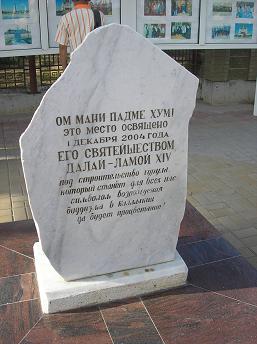 ОМ МАНИ ПАДМЕ ХУМ!
ЭТО МЕСТО ОСВЯЩЕНО
1 ДЕКАБРЯ 2004 ГОДА
ЕГО СВЯТЕЙШЕСТВОМ
ДАЛАЙ-ЛАМОЙ XIV
под строительство хурула
который станет для всех нас
символом возрождения
буддизма в Калмыкии
да будет процветание!